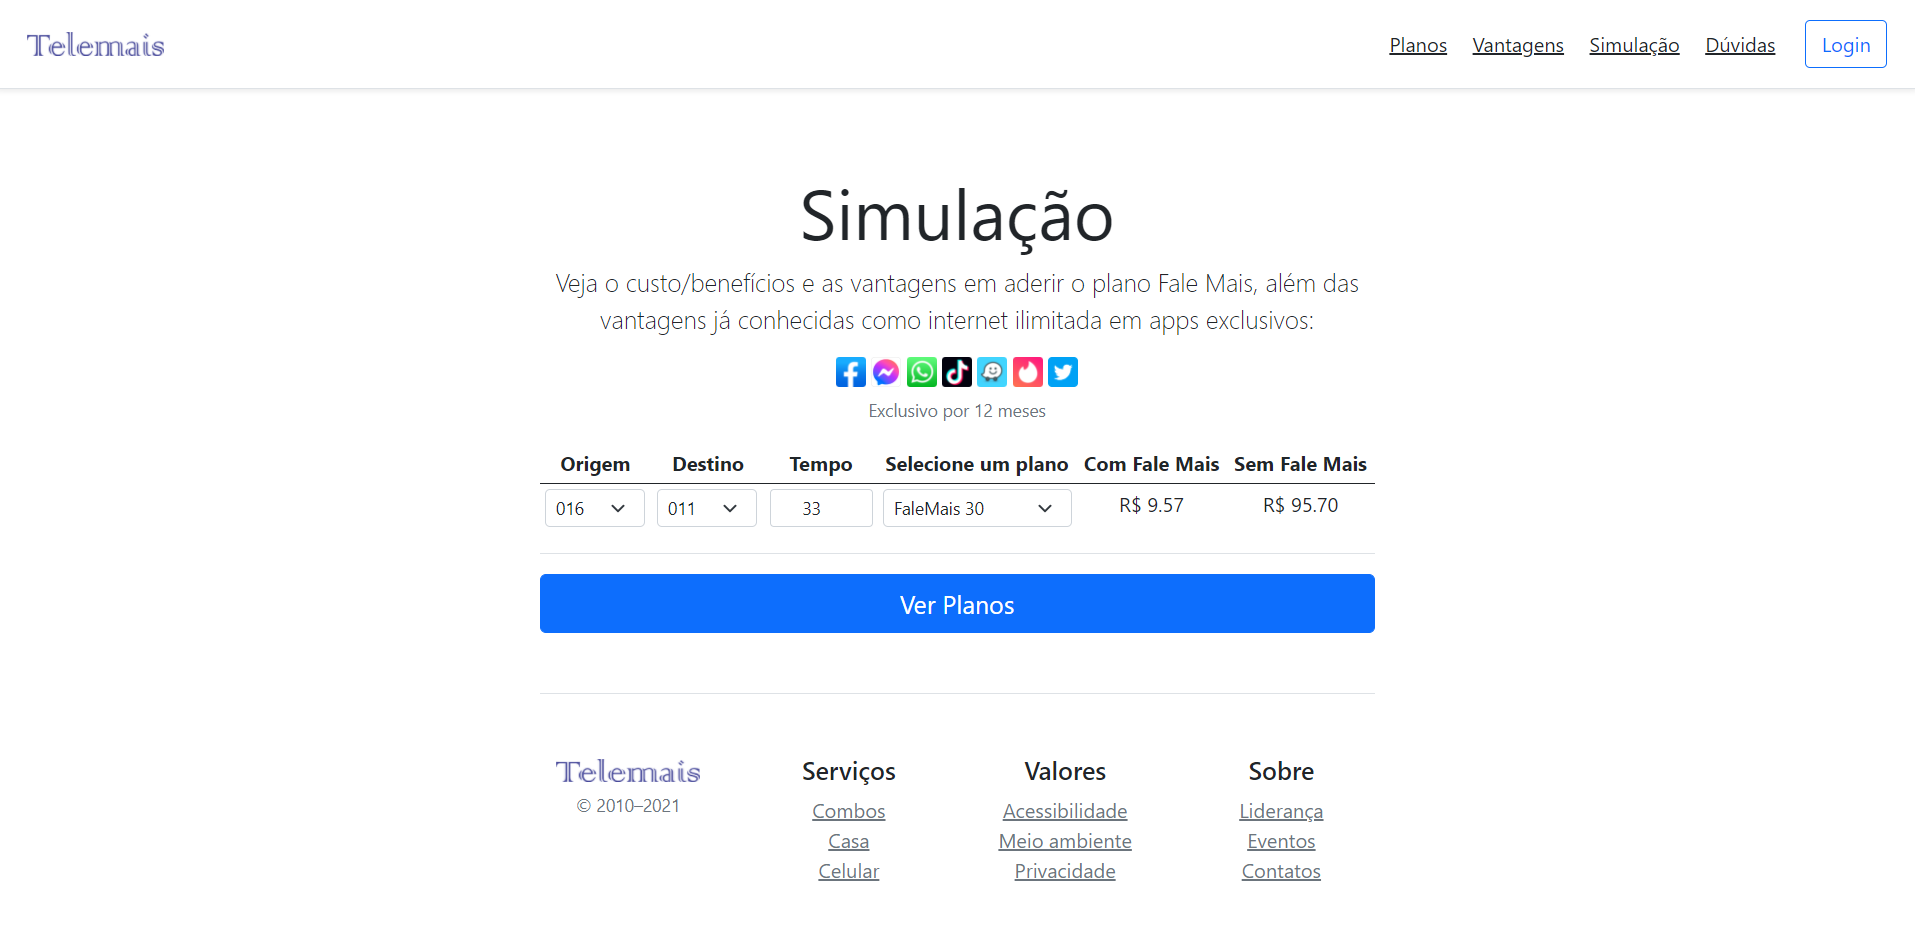 Telemais
Planos Vantagens Simulação Dúvidas Login
Simulação
Veja o custo/benefícios e as vantagens em aderir o plano Fale Mais, além das
vantagens já conhecidas como internet ilimitada em apps exclusivos:
Exclusivo por 12 meses
Origem Destino Tempo Selecione um plano Com Fale Mais Sem Fale Mais
016 011 33 FaleMais 30 R$ 9.57 R$ 95.70
Ver Planos
Telemais
© 2010–2021
Serviços
Combos
Casa
Celular
Valores
Acessibilidade
Meio ambiente
Privacidade
Sobre
Liderança
Eventos
Contatos